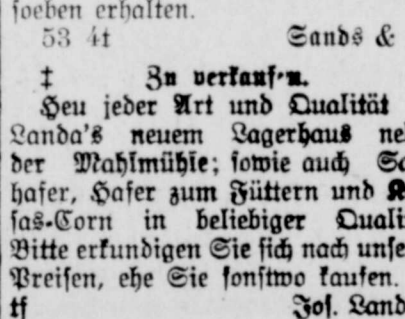 soeben erhalten.
53 4t Sands &
‡ Zu verkaufen.
Heu jeder Art und Qualität
Landa's neuem Lagerhaus ne
der Mahlmühle; sowie auch Sa
hafer, Hafer zum Füttern und K
sas-Corn in beliebiger Quali
Bitte erkundigen Sie sich nach unse
Preisen, ehe Sie sonstwo kaufen.
tf Jos. Land